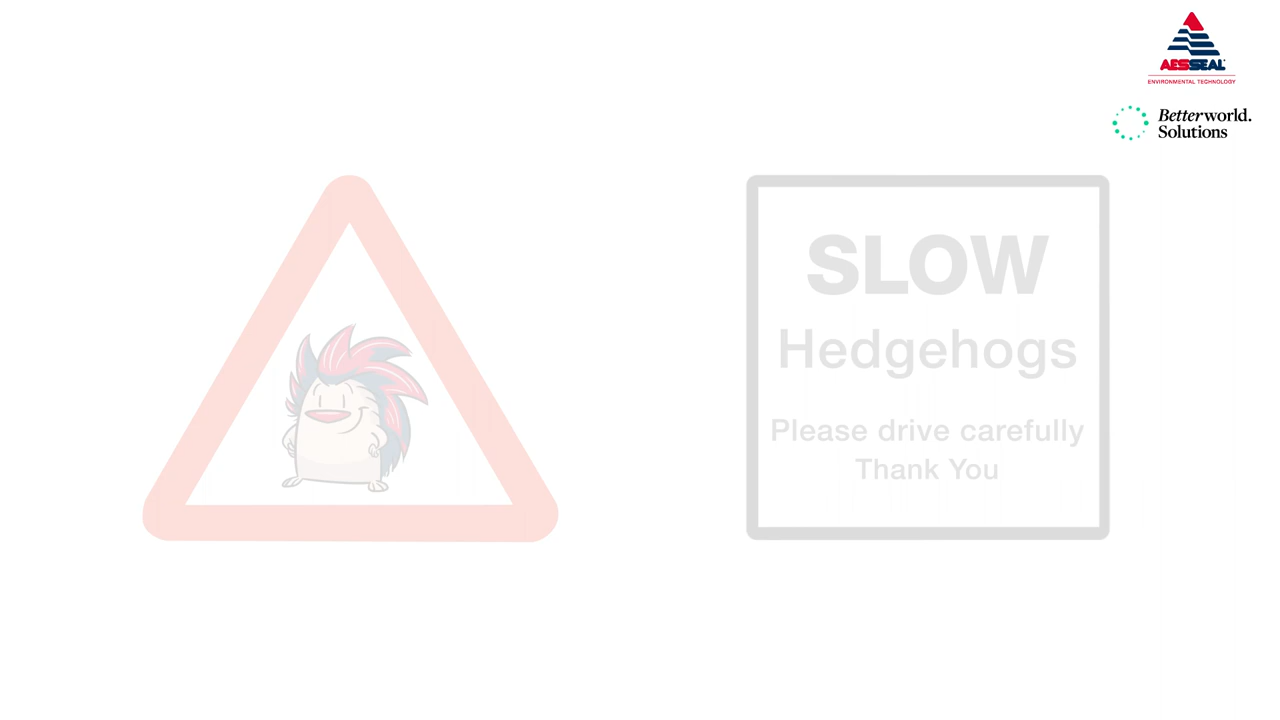 AESSEAL
ENVIRONMENTAL TECHNOLOGY
Betterworld.
Solutions
SLOW
Hedgehogs
Please drive carefully
Thank You